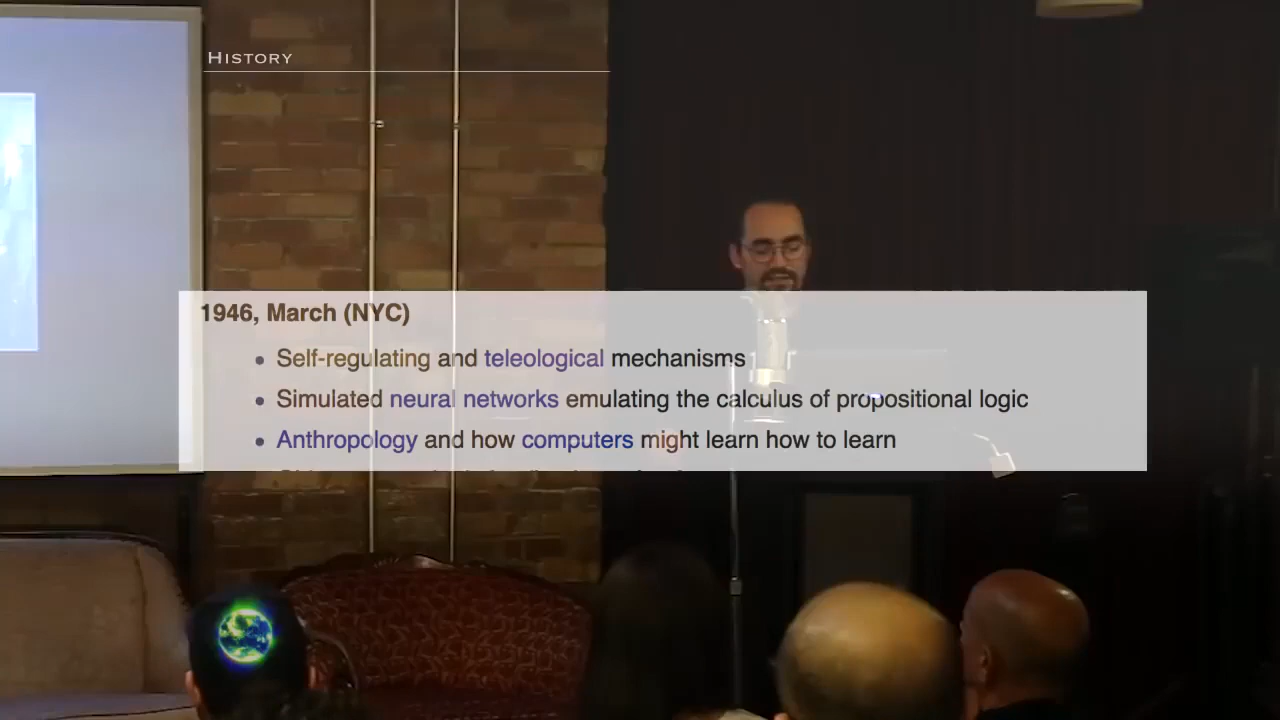 HISTORY
1946, March (NYC)
Self-regulating and teleological mechanisms
Simulated neural networks emulating the calculus of propositional logic
Anthropology and how computers might learn how to learn